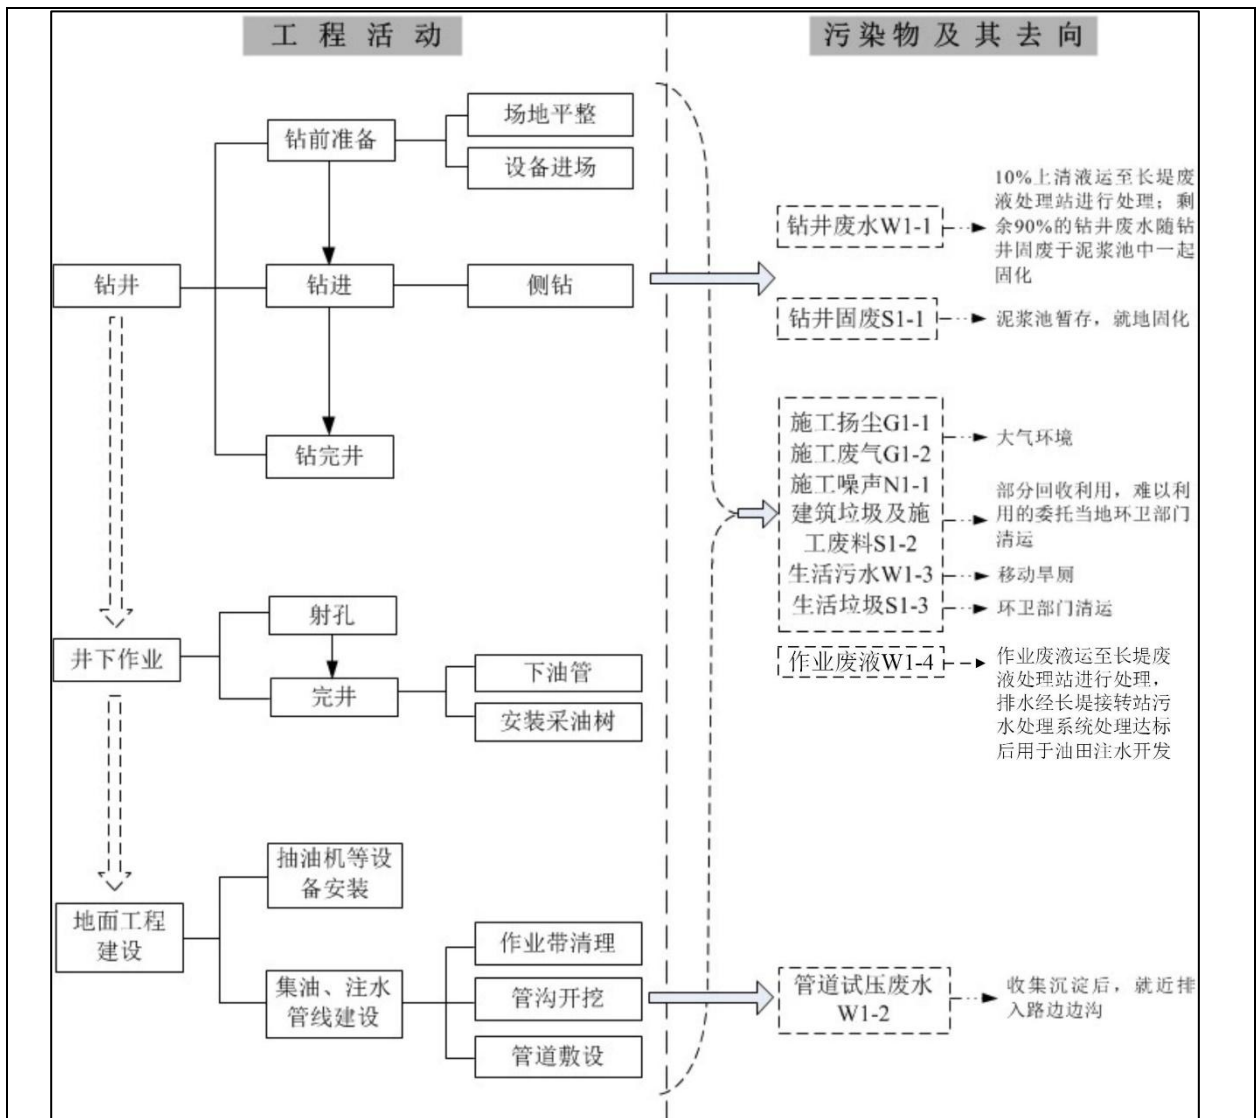 工程活动
污染物及其去向
钻前准备
场地平整
设备进场
钻井
钻进
侧钻
钻完井
井下作业
射孔
完井
下油管
安装采油树
地面工程
建设
抽油机等设
备安装
集油、注水
管线建设
作业带清理
管沟开挖
管道敷设
钻井废水W1-1
10%上清液运至长堤废
液处理站进行处理；剩
余90%的钻井废水随钻
井固废于泥浆池中一起
固化
钻井固废S1-1
泥浆池暂存，就地固化
施工扬尘G1-1
施工废气G1-2
施工噪声N1-1
建筑垃圾及施
工废料S1-2
生活污水W1-3
生活垃圾S1-3
大气环境
部分回收利用，难以利
用的委托当地环卫部门
清运
移动旱厕
环卫部门清运
作业废液W1-4
作业废液运至长堤废
液处理站进行处理，
排水经长堤接转站污
水处理系统处理达标
后用于油田注水开发
管道试压废水
W1-2
收集沉淀后，就近排
入路边边沟